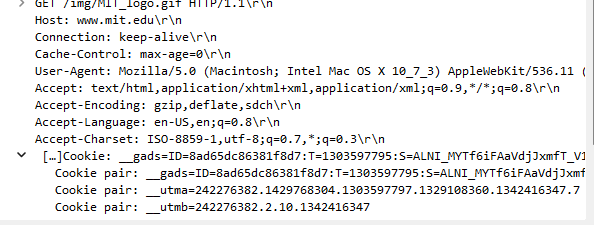 GET /img/MIT_logo.gif HTTP/1.1\r\n
Host: www.mit.edu\r\n
Connection: keep-alive\r\n
Cache-Control: max-age=0\r\n
User-Agent: Mozilla/5.0 (Macintosh; Intel Mac OS X 10_7_3) AppleWebKit/536.11 (
Accept: text/html,application/xhtml+xml,application/xml;q=0.9,*/*;q=0.8\r\n
Accept-Encoding: gzip,deflate,sdch\r\n
Accept-Language: en-US,en;q=0.8\r\n
Accept-Charset: ISO-8859-1,utf-8;q=0.7,*;q=0.3\r\n
[…]Cookie: __gads=ID=8ad65dc86381f8d7:T=1303597795:S=ALNI_MYTf6iFAaVdjJxmfT_V1
Cookie pair: __gads=ID=8ad65dc86381f8d7:T=1303597795:S=ALNI_MYTf6iFAaVdjJxmf
Cookie pair: __utma=242276382.1429768304.1303597797.1329108360.1342416347.7
Cookie pair: __utmb=242276382.2.10.1342416347